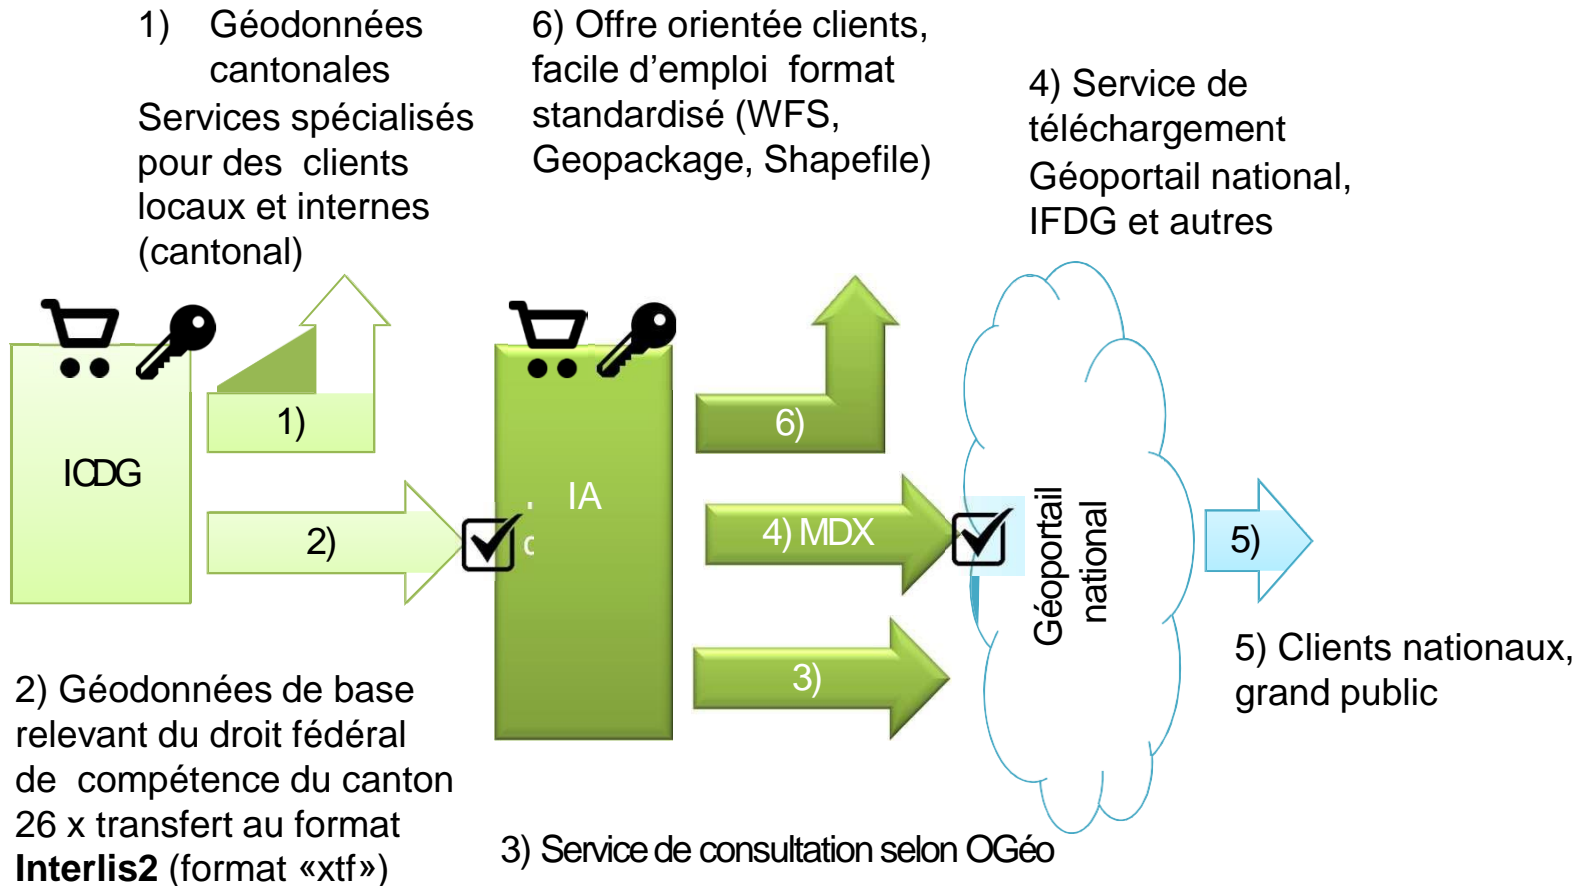 1) Géodonnées
cantonales
Services spécialisés
pour des clients
locaux et internes
(cantonal)
6) Offre orientée clients,
facile d’emploi format
standardisé (WFS,
Geopackage, Shapefile)
4) Service de
téléchargement
Géoportail national,
IFDG et autres
ICDG
1)
2)
IA
6)
4) MDX
3)
Géoportail
national
5)
5) Clients nationaux,
grand public
2) Géodonnées de base
relevant du droit fédéral
de compétence du canton
26 x transfert au format
Interlis2 (format «xtf»)
3) Service de consultation selon OGéo